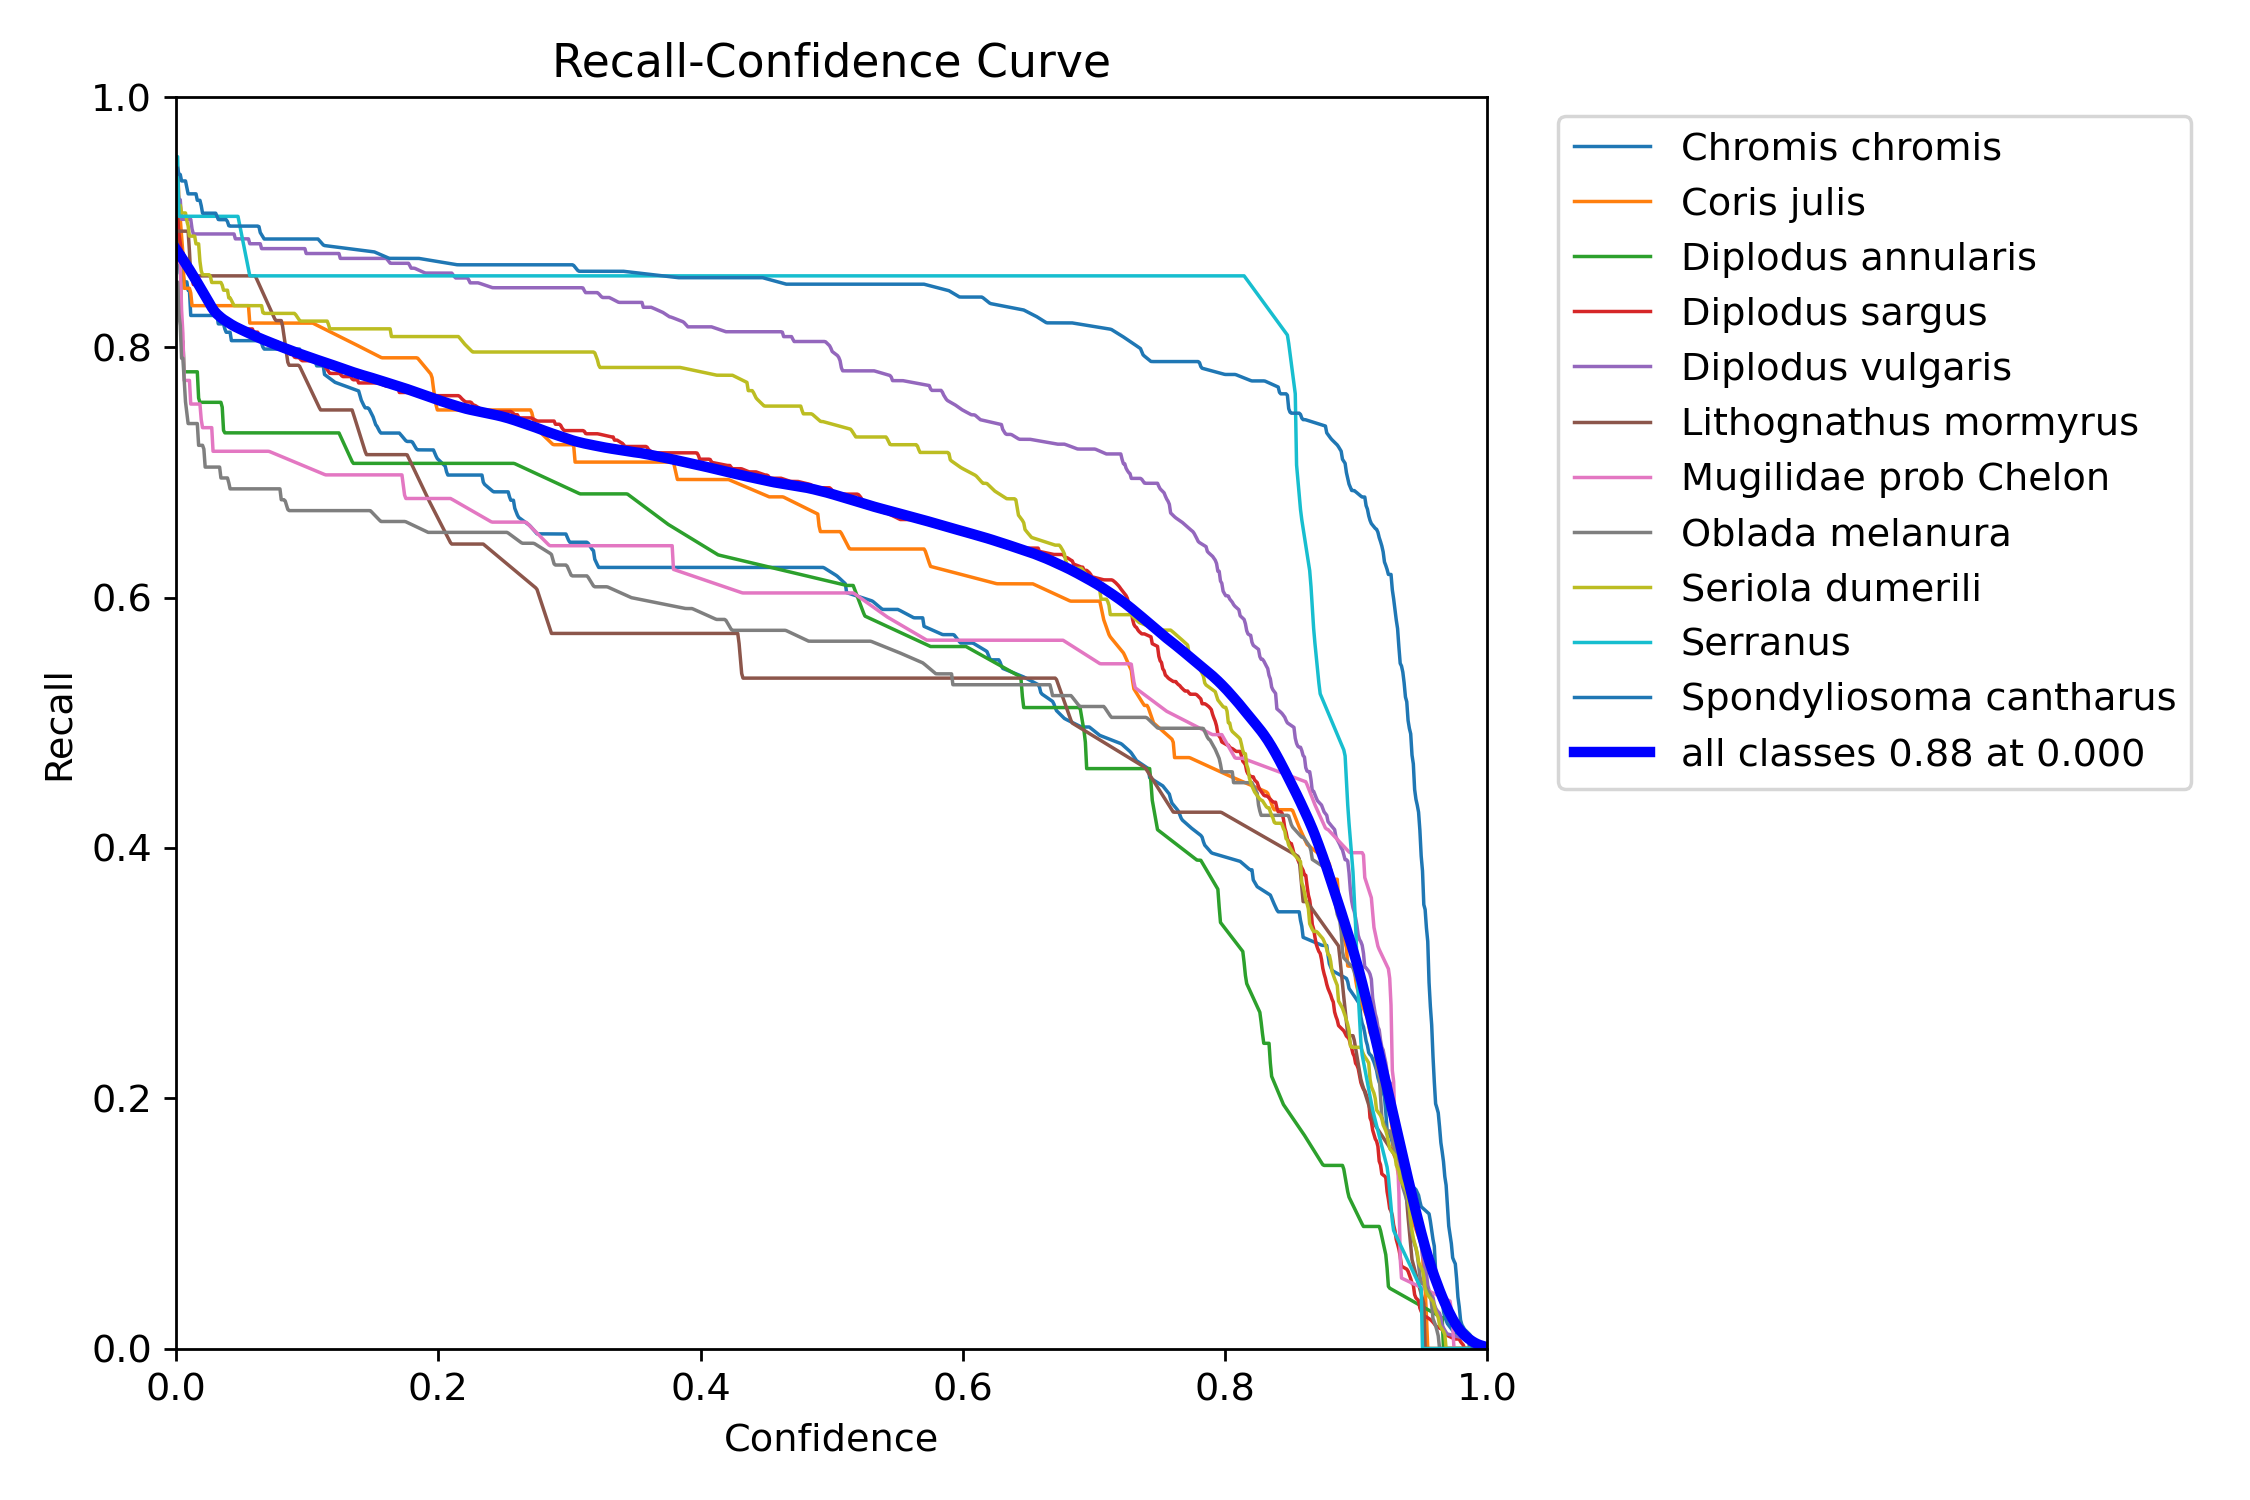 Recall-Confidence Curve
1.0
0.8
0.6
0.4
0.2
0.0
Recall
0.0 0.2 0.4 0.6 0.8 1.0
Confidence
Chromis chromis
Coris julis
Diplodus annularis
Diplodus sargus
Diplodus vulgaris
Lithognathus mormyrus
Mugilidae prob Chelon
Oblada melanura
Seriola dumerili
Serranus
Spondyliosoma cantharus
all classes 0.88 at 0.000